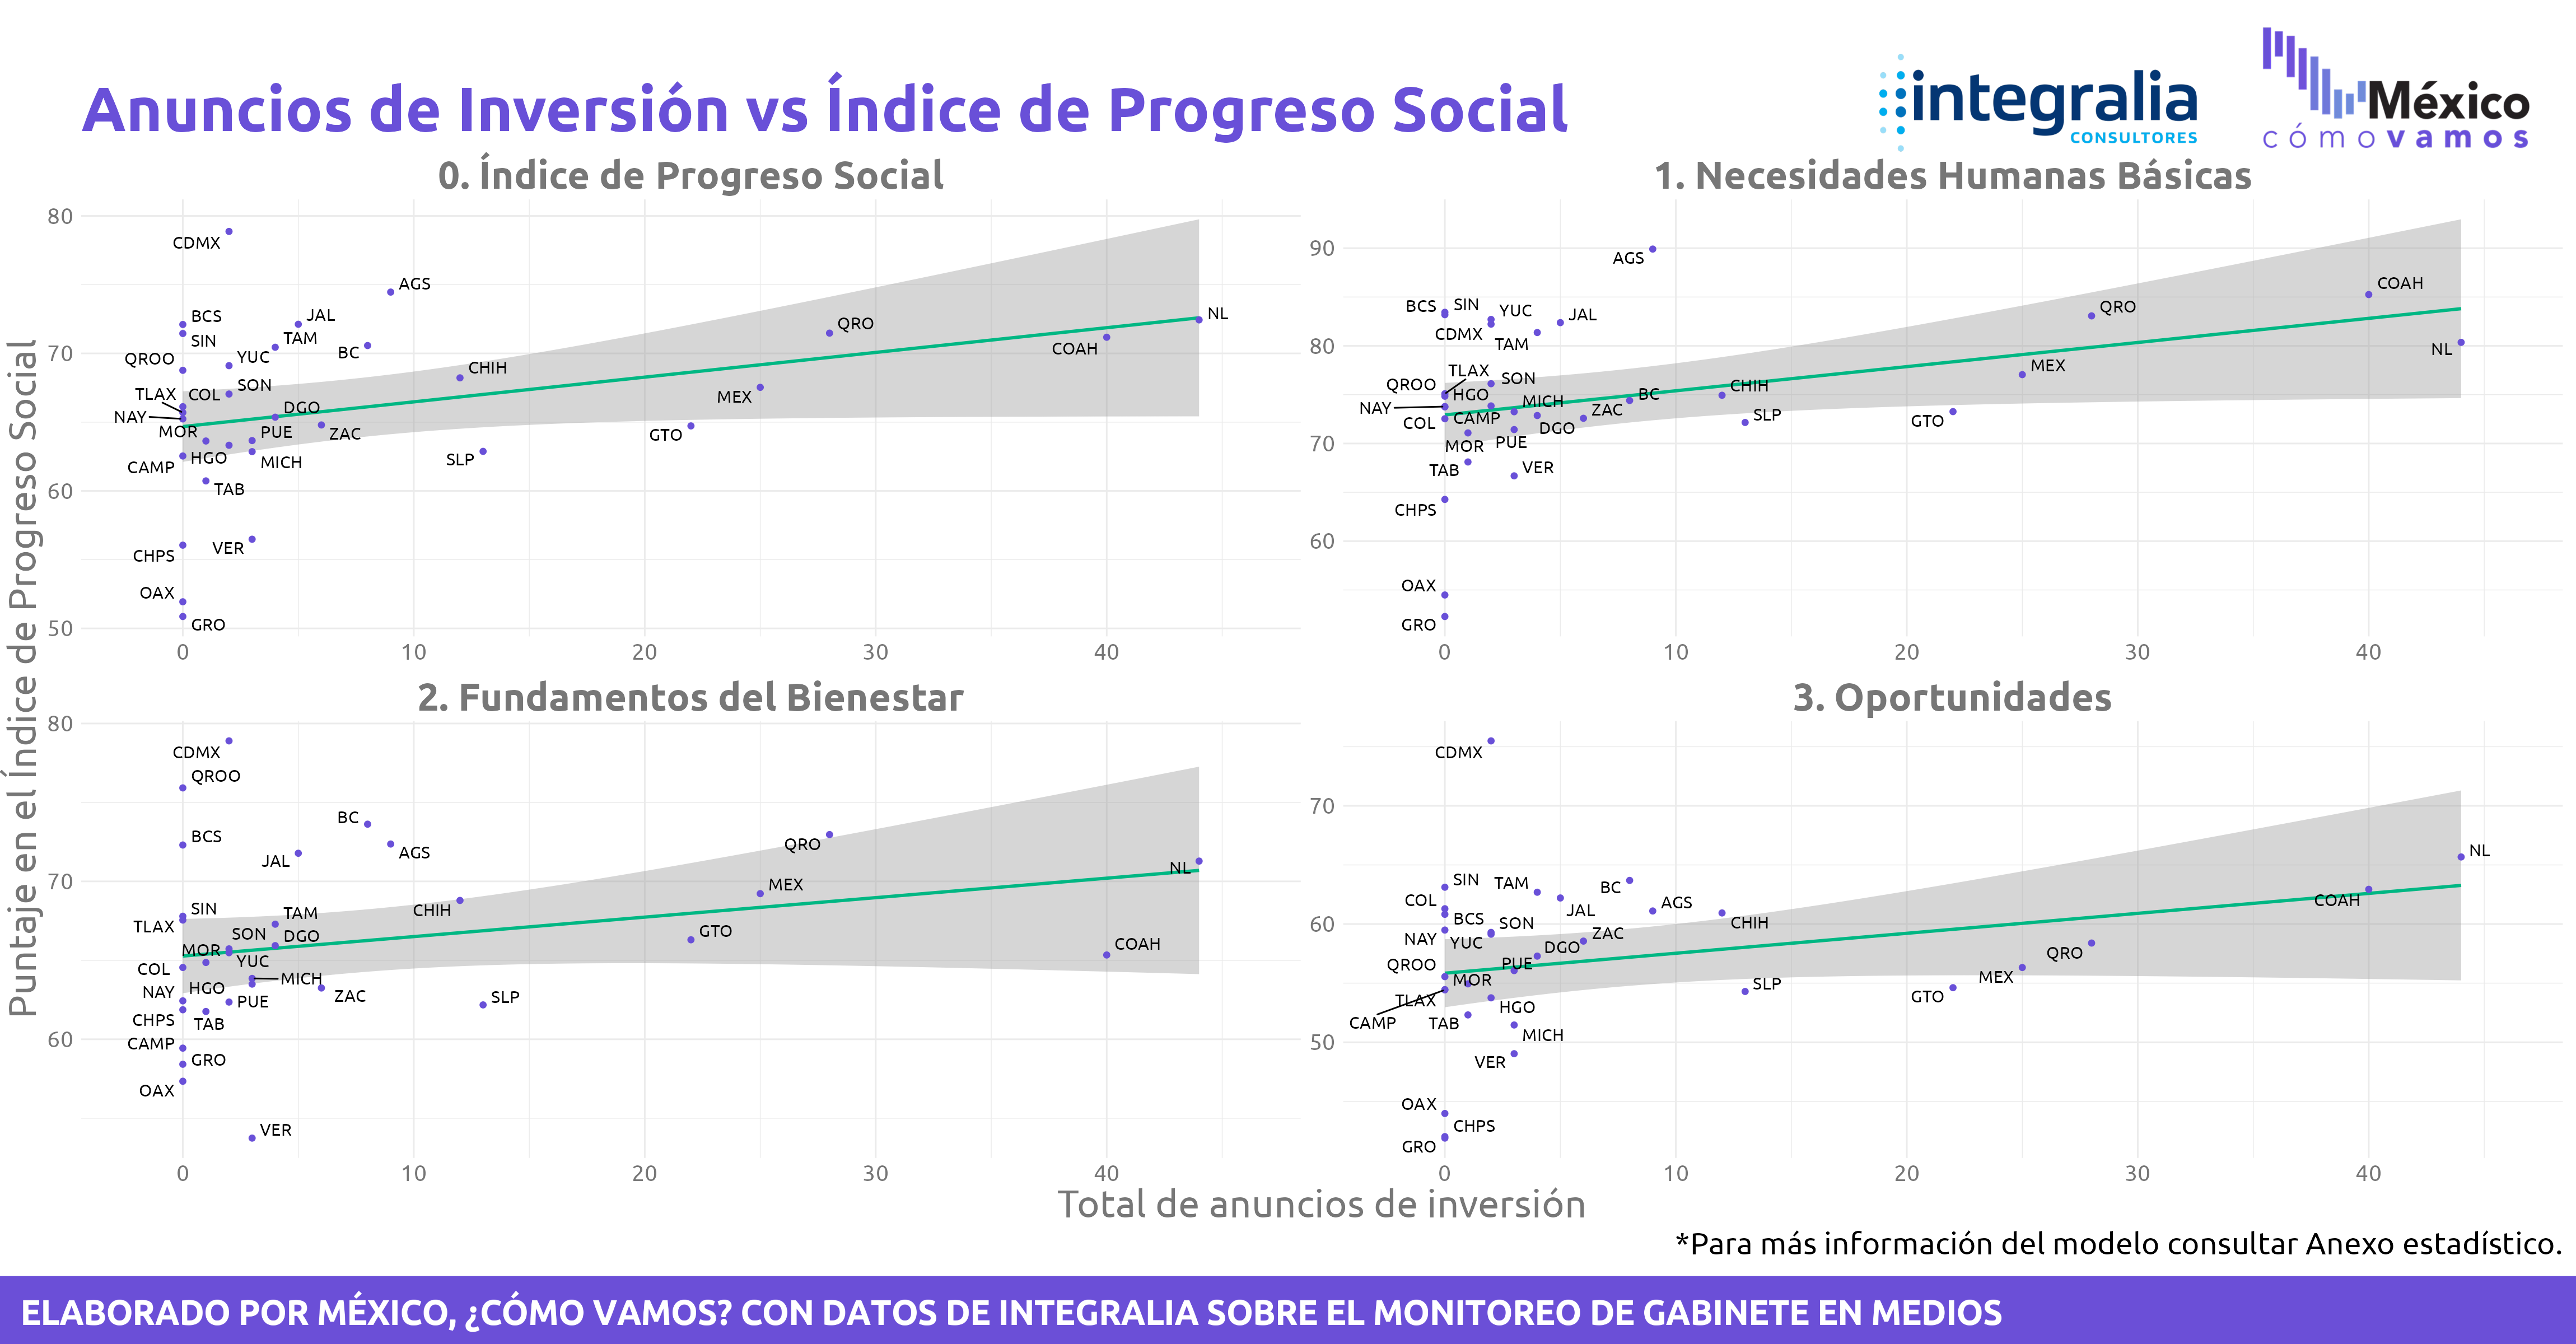 Anuncios de Inversión vs Índice de Progreso Social
integralia
CONSULTORES
México
cómovamos
0. Índice de Progreso Social
80
70
60
50
CDMX
AGS
BCS
SIN
JAL
TAM
BC
QROO
YUC
SON
TLAX
COL
NAY
DGO
MOR
PUE
ZAC
CAMP
HGO
MICH
TAB
CHPS
VER
OAX
GRO
CHIH
SLP
GTO
MEX
QRO
COAH
NL
0 10 20 30 40
1. Necesidades Humanas Básicas
90
80
70
60
AGS
BCS
SIN
YUC
CDMX
TAM
JAL
TLAX
QROO
SON
HGO
NAY
MICH
COL
CAMP
DGO
ZAC
BC
CHIH
MOR
PUE
SLP
TAB
VER
CHPS
OAX
GRO
GTO
MEX
QRO
COAH
NL
0 10 20 30 40
2. Fundamentos del Bienestar
80
70
60
CDMX
QROO
BCS
BC
JAL
AGS
SIN
TLAX
TAM
SON
DGO
MOR
YUC
COL
MICH
NAY
HGO
PUE
ZAC
CHPS
TAB
CAMP
GRO
OAX
VER
CHIH
SLP
GTO
MEX
QRO
COAH
NL
0 10 20 30 40
3. Oportunidades
70
60
50
CDMX
SIN
TAM
BC
COL
JAL
AGS
BCS
SON
CHIH
NAY
YUC
DGO
ZAC
QROO
PUE
MOR
TLAX
HGO
CAMP
TAB
MICH
VER
OAX
CHPS
GRO
SLP
GTO
MEX
QRO
COAH
NL
0 10 20 30 40
Puntaje en el Índice de Progreso Social
Total de anuncios de inversión
*Para más información del modelo consultar Anexo estadístico.
ELABORADO POR MÉXICO, ¿CÓMO VAMOS? CON DATOS DE INTEGRALIA SOBRE EL MONITOREO DE GABINETE EN MEDIOS